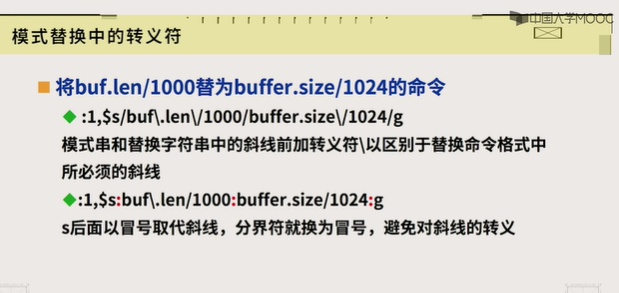 中国大学MOOC
模式替换中的转义符
将buf.len/1000替为buffer.size/1024的命令
:1,$s/buf\.len\/1000/buffer.size\/1024/g
模式串和替换字符串中的斜线前加转义符\以区别于替换命令格式中
所必须的斜线
:1,$s:buf\.len/1000:buffer.size/1024:g
s后面以冒号取代斜线，分界符就换为冒号，避免对斜线的转义